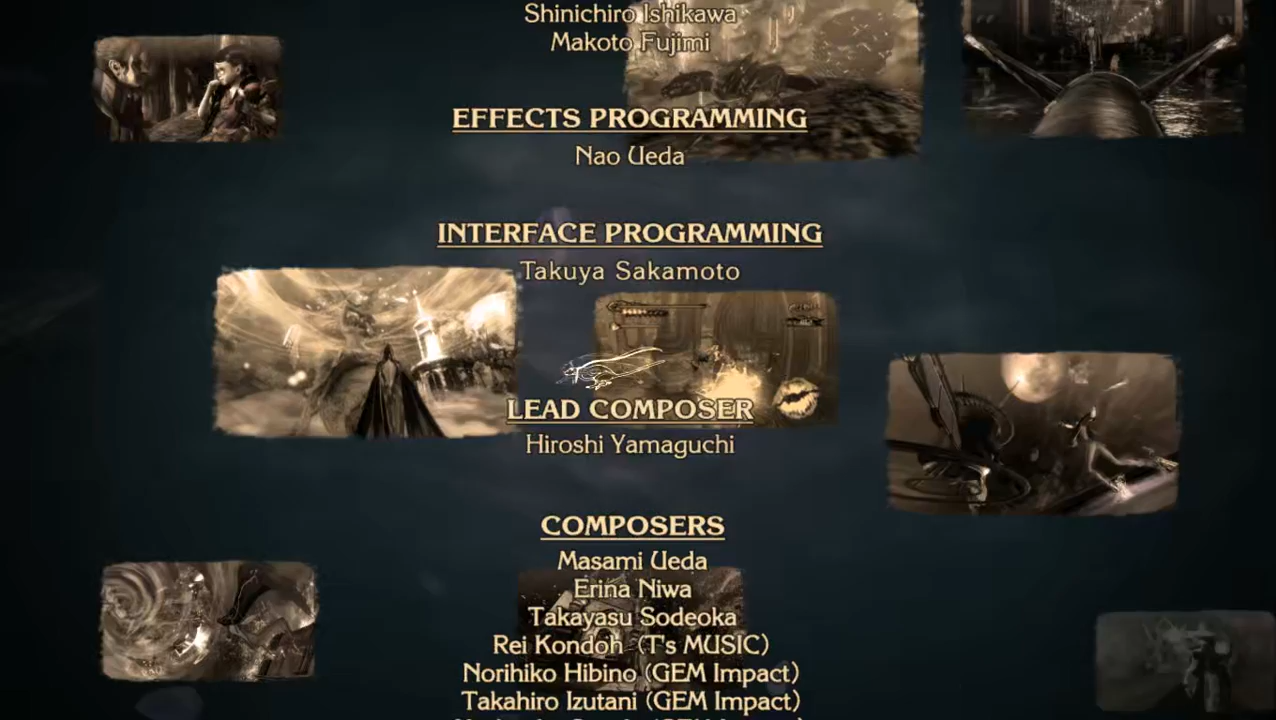 Shinichiro Ishikawa
Makoto Fujimi
EFFECTS PROGRAMMING
Nao Ueda
INTERFACE PROGRAMMING
Takuya Sakamoto
LEAD COMPOSER
Hiroshi Yamaguchi
COMPOSERS
Masami Ueda
Erina Niwa
Takayasu Sodeoka
Rei Kondoh (T's MUSIC)
Norihiko Hibino (GEM Impact)
Takahiro Izutani (GEM Impact)